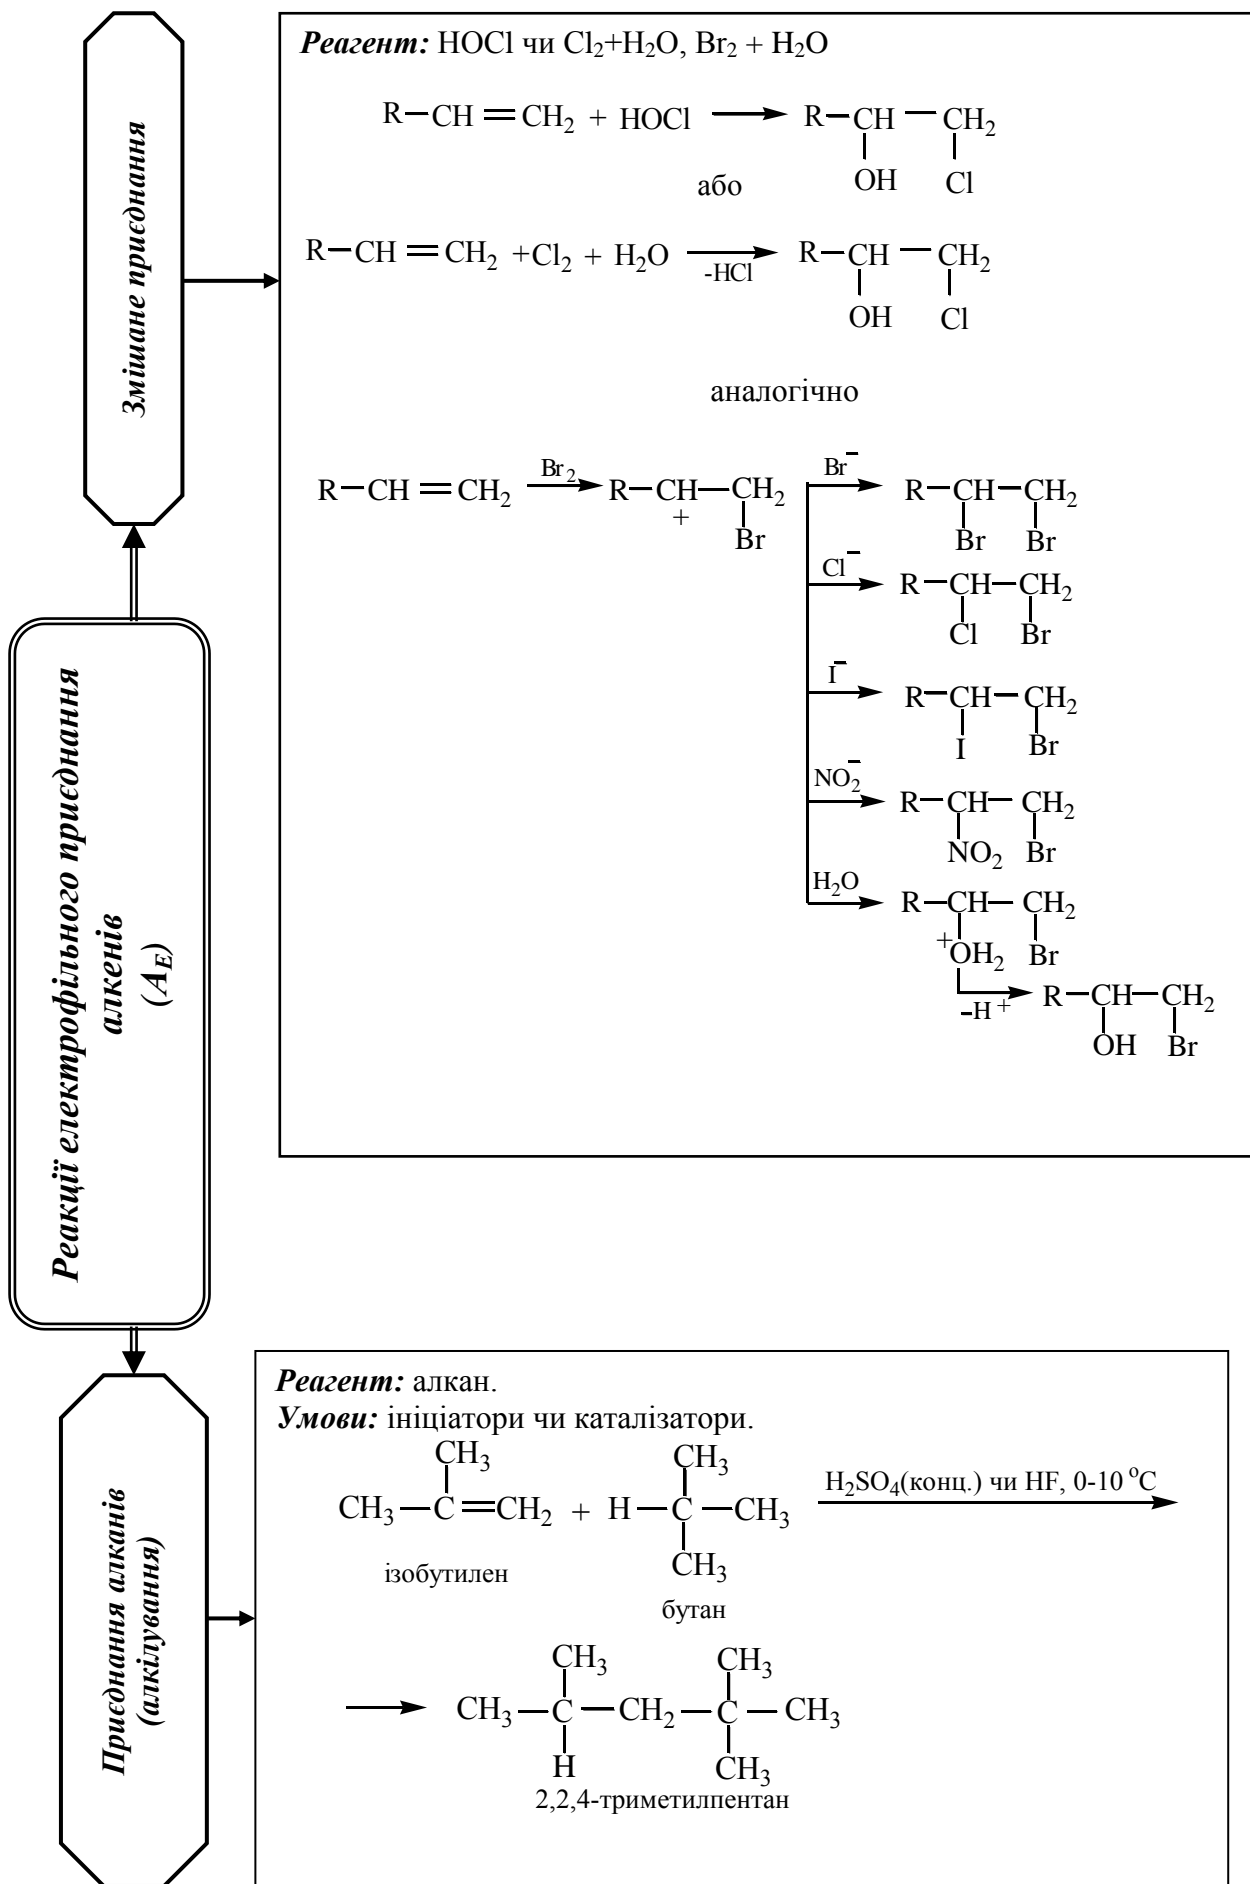 Змішане приєднання
Реагент: HOCl чи Cl₂+H₂O, Br₂ + H₂O
R–CH=CH₂ + HOCl → R–CH–CH₂
OH Cl
або
R–CH=CH₂ +Cl₂ + H₂O → R–CH–CH₂
-HCl
OH Cl
аналогічно
R–CH=CH₂ Br₂ → R–CH–CH₂
+ Br
Br⁻ → R–CH–CH₂
Br Br
Cl⁻ → R–CH–CH₂
Cl Br
I⁻ → R–CH–CH₂
I Br
NO₂⁻ → R–CH–CH₂
NO₂ Br
H₂O → R–CH–CH₂
+OH₂ Br
–H⁺ → R–CH–CH₂
OH Br
Реакції електрофільного приєднання
алкенів
(A_E)
Приєднання алканів
(алкілування)
Реагент: алкан.
Умови: ініціатори чи каталізатори.
CH₃ CH₃
CH₃–C=CH₂ + H–C–CH₃ H₂SO₄(конц.) чи HF, 0-10 °C →
CH₃
ізобутилен
бутан
CH₃ CH₃
→ CH₃–C–CH₂–C–CH₃
H CH₃
2,2,4-триметилпентан